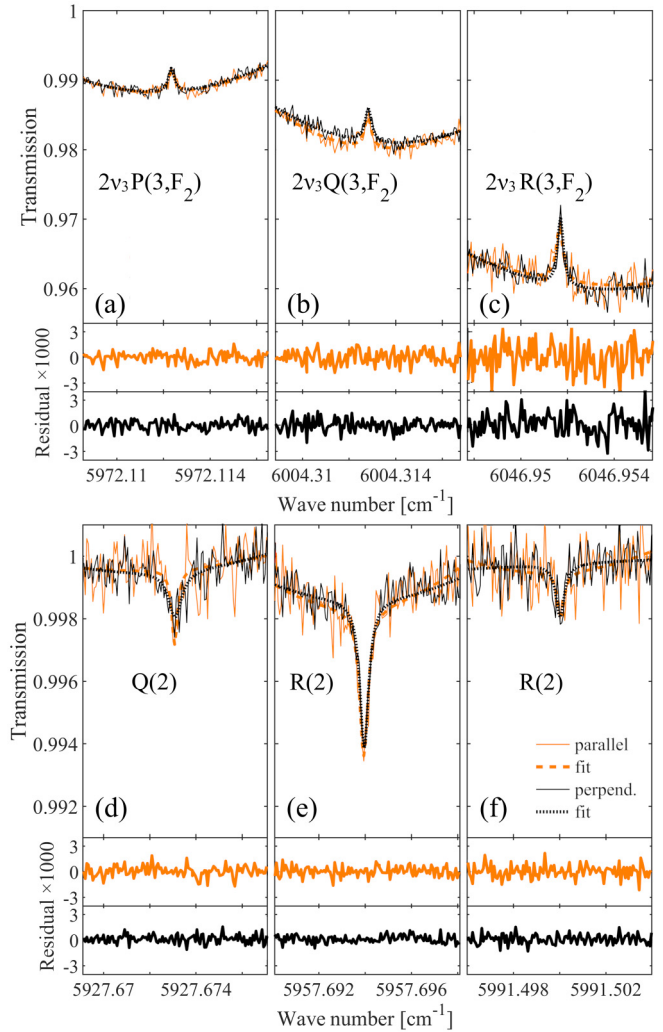 1
0.99
0.98
0.97
0.96
Transmission
2ν₃P(3,F₂)
2ν₃Q(3,F₂)
2ν₃R(3,F₂)
(a)
(b)
(c)
3
0
-3
3
0
-3
Residual ×1000
5972.11
5972.114
6004.31
6004.314
6046.95
6046.954
Wave number [cm⁻¹]
1
0.998
0.996
0.994
0.992
Transmission
Q(2)
R(2)
R(2)
parallel
fit
perpend.
fit
(d)
(e)
(f)
3
0
-3
3
0
-3
Residual ×1000
5927.67
5927.674
5957.692
5957.696
5991.498
5991.502
Wave number [cm⁻¹]